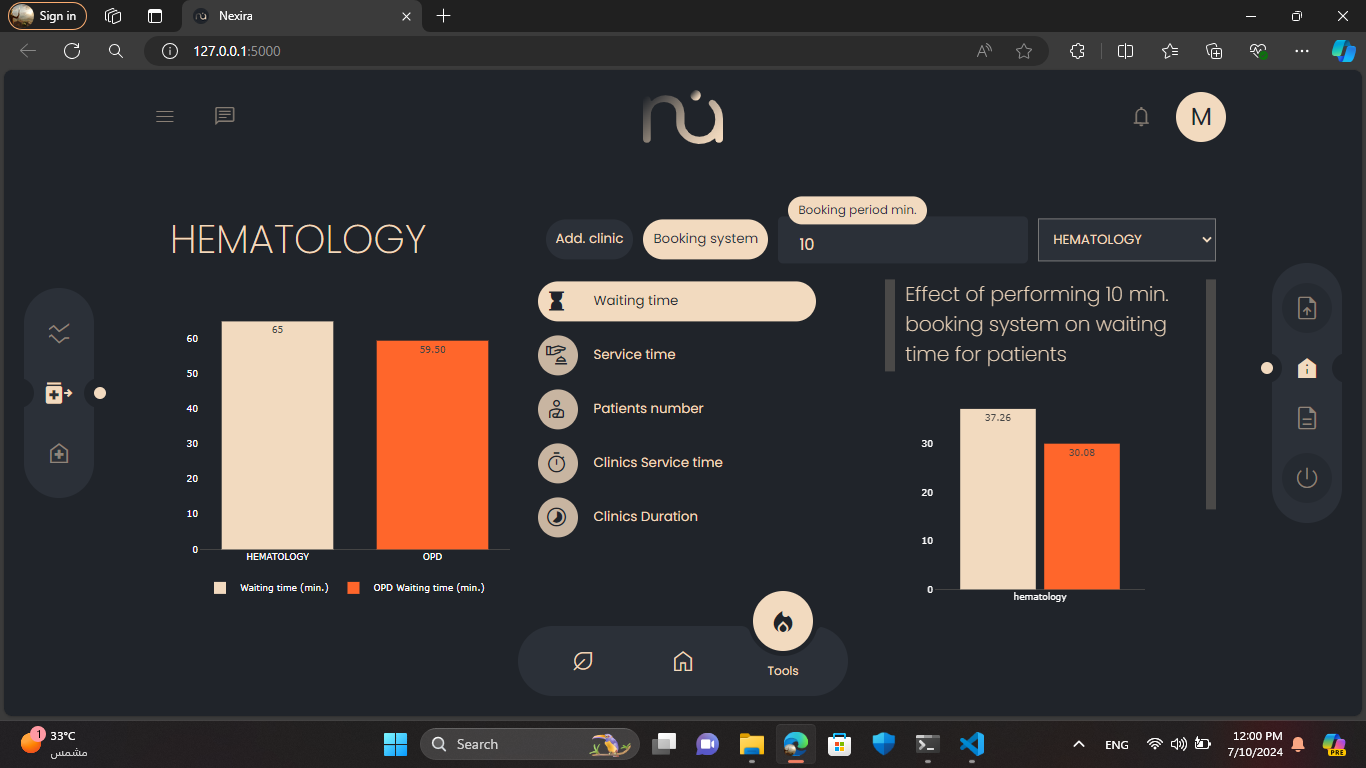 Sign in
Nexira
127.0.0.1:5000
M
HEMATOLOGY
Add. clinic
Booking system
Booking period min.
10
HEMATOLOGY
Waiting time
Service time
Patients number
Clinics Service time
Clinics Duration
Effect of performing 10 min.
booking system on waiting
time for patients
65
59.50
60
50
40
30
20
10
0
HEMATOLOGY
OPD
Waiting time (min.)
OPD Waiting time (min.)
37.26
30.08
30
20
10
0
hematology
Tools
1
33°C
مشمس
Search
ENG
12:00 PM
7/10/2024
PRE